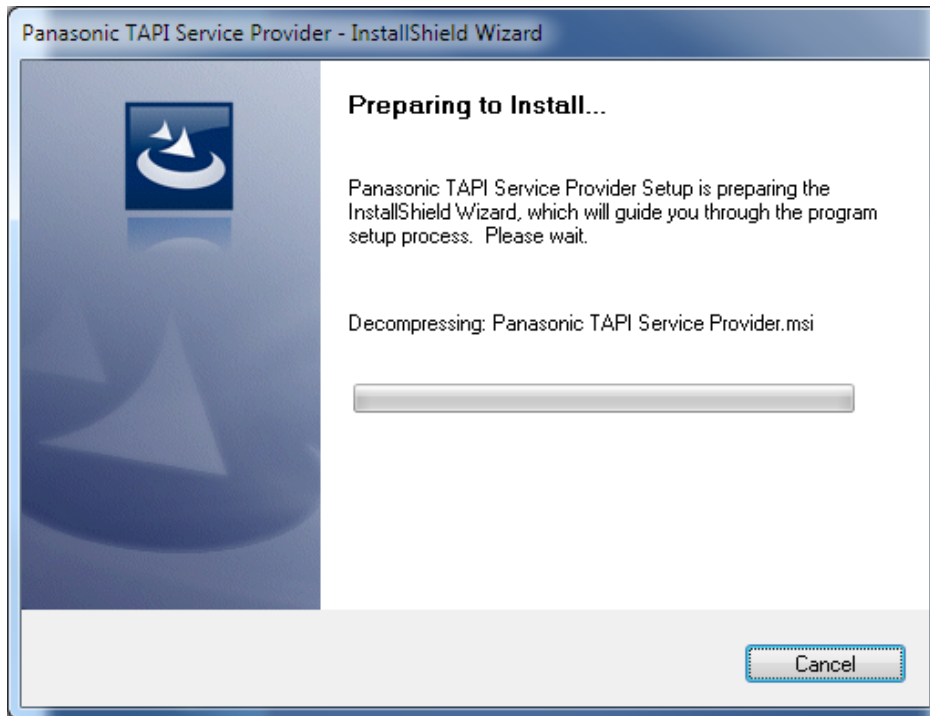 Panasonic TAPI Service Provider - InstallShield Wizard
Preparing to Install...
Panasonic TAPI Service Provider Setup is preparing the
InstallShield Wizard, which will guide you through the program
setup process.  Please wait.
Decompressing: Panasonic TAPI Service Provider.msi
Cancel